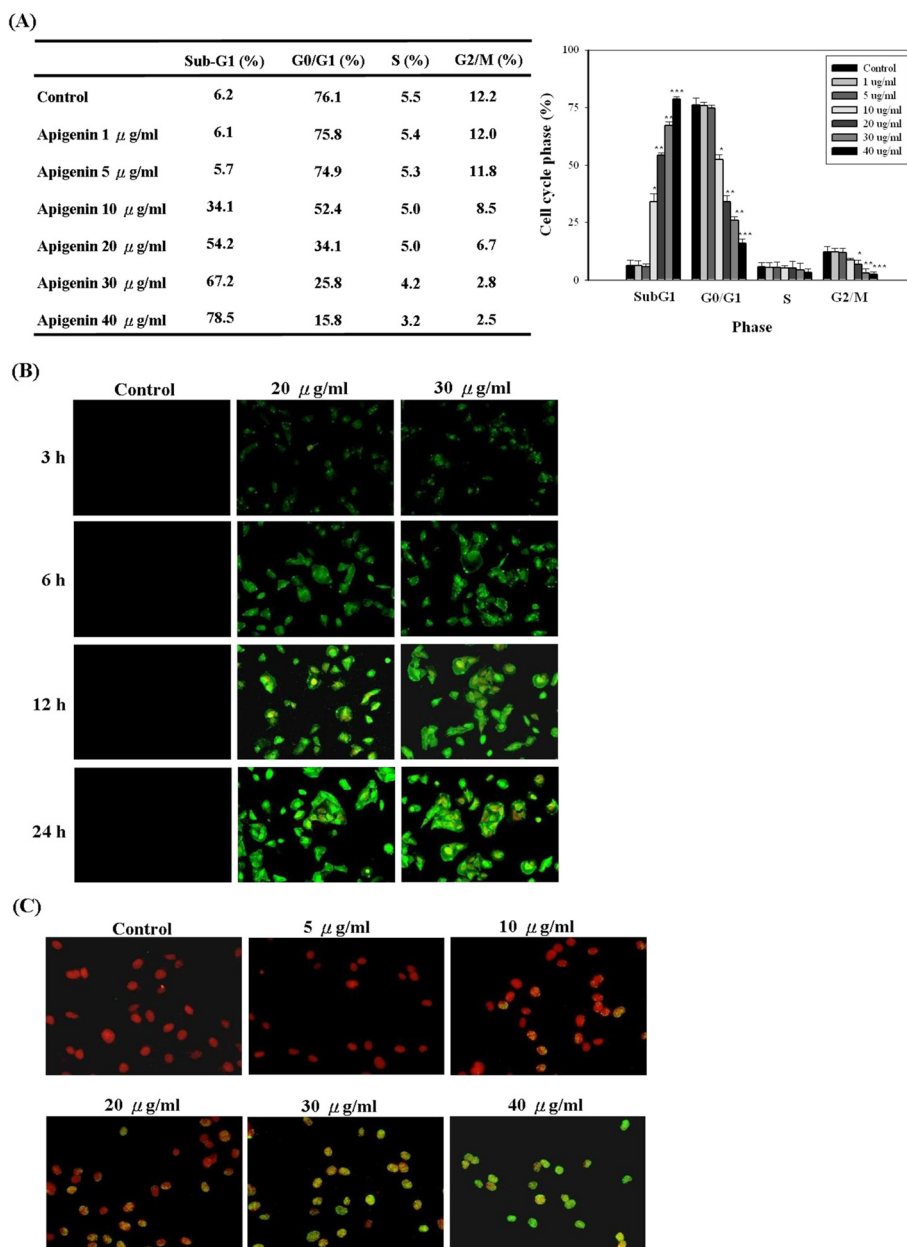 (A)
Sub-G1 (%) G0/G1 (%) S (%) G2/M (%)
Control 6.2 76.1 5.5 12.2
Apigenin 1 μg/ml 6.1 75.8 5.4 12.0
Apigenin 5 μg/ml 5.7 74.9 5.3 11.8
Apigenin 10 μg/ml 34.1 52.4 5.0 8.5
Apigenin 20 μg/ml 54.2 34.1 5.0 6.7
Apigenin 30 μg/ml 67.2 25.8 4.2 2.8
Apigenin 40 μg/ml 78.5 15.8 3.2 2.5
Cell cycle phase (%)
100
75
50
25
0
* ** ** *** * ** ** *** * ** ***
Control
1 ug/ml
5 ug/ml
10 ug/ml
20 ug/ml
30 ug/ml
40 ug/ml
SubG1 G0/G1 S G2/M
Phase
(B)
Control 20 μg/ml 30 μg/ml
3 h
6 h
12 h
24 h
(C)
Control 5 μg/ml 10 μg/ml
20 μg/ml 30 μg/ml 40 μg/ml